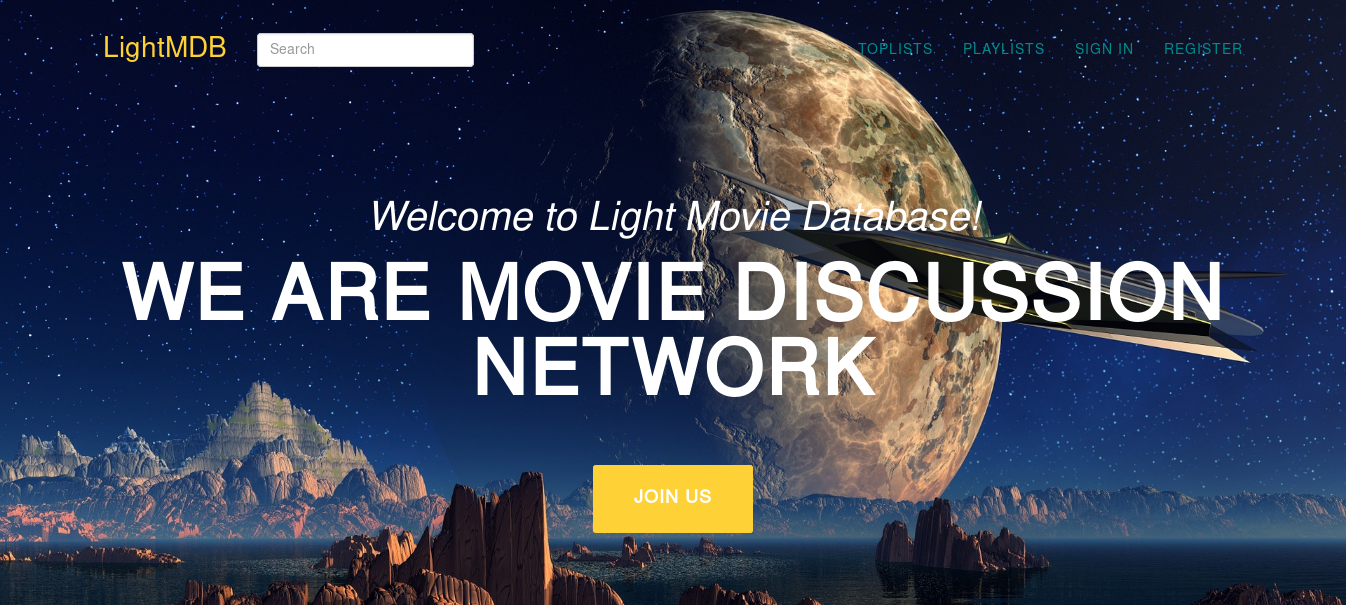 LightMDB
Search
TOPLISTS PLAYLISTS SIGN IN REGISTER
Welcome to Light Movie Database!
WE ARE MOVIE DISCUSSION
NETWORK
JOIN US